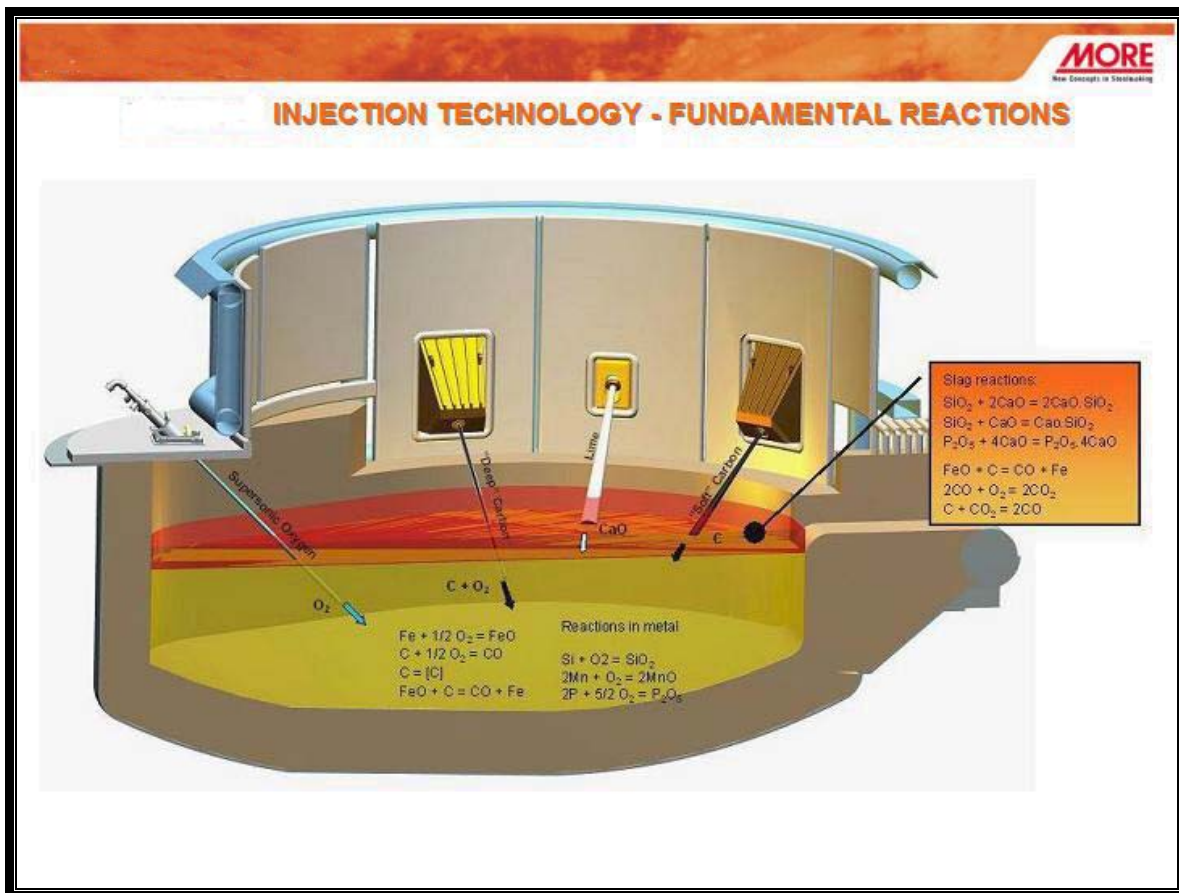 MORE
New Concepts in Steelmaking
INJECTION TECHNOLOGY - FUNDAMENTAL REACTIONS
Supersonic Oxygen
"Deep" Carbon
Lime
"Soft" Carbon
CaO
C
C + O₂
O₂
Slag reactions:
SiO₂ + 2CaO = 2CaO.SiO₂
SiO₂ + CaO = Cao.SiO₂
P₂O₅ + 4CaO = P₂O₅.4CaO
FeO + C = CO + Fe
2CO + O₂ = 2CO₂
C + CO₂ = 2CO
Fe + 1/2 O₂ = FeO
C + 1/2 O₂ = CO
C = [C]
FeO + C = CO + Fe
Reactions in metal
Si + O2 = SiO₂
2Mn + O₂ = 2MnO
2P + 5/2 O₂ = P₂O₅